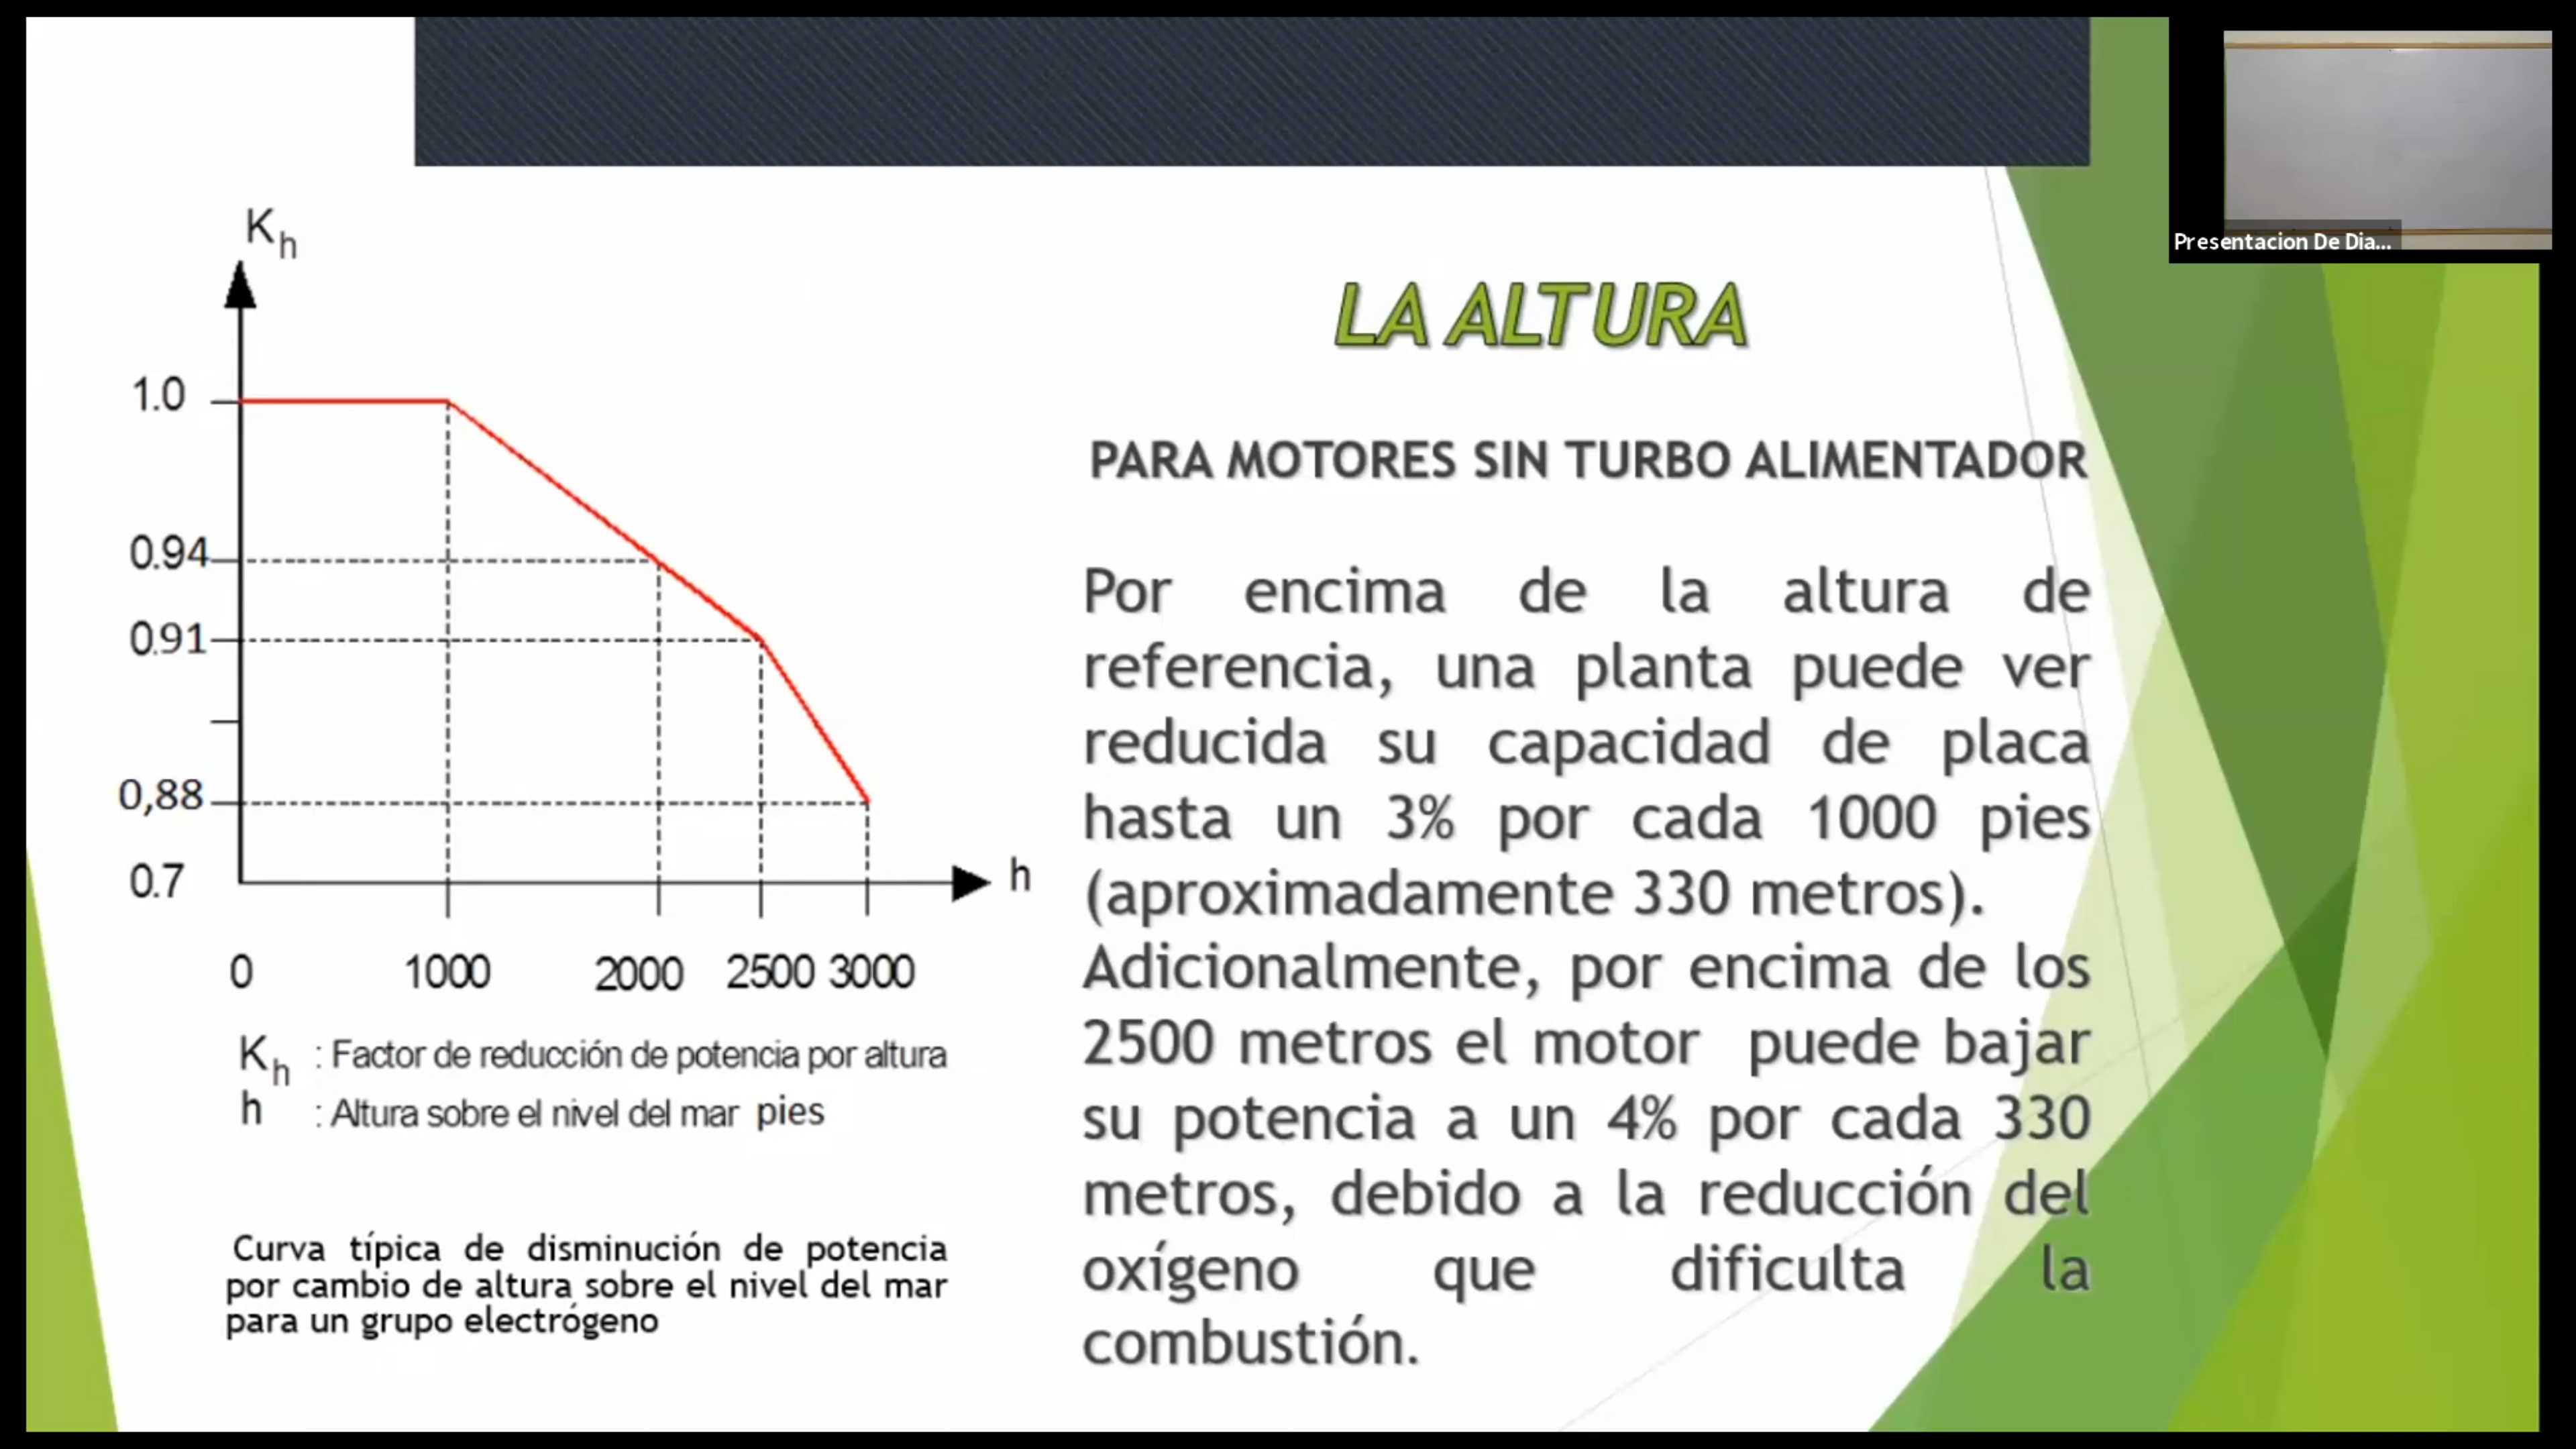 Presentacion De Dia...
K h
1.0
0.94
0.91
0,88
0.7
h
0 1000 2000 2500 3000
K h : Factor de reducción de potencia por altura
h : Altura sobre el nivel del mar pies
Curva típica de disminución de potencia
por cambio de altura sobre el nivel del mar
para un grupo electrógeno
LA ALTURA
PARA MOTORES SIN TURBO ALIMENTADOR
Por encima de la altura de
referencia, una planta puede ver
reducida su capacidad de placa
hasta un 3% por cada 1000 pies
(aproximadamente 330 metros).
Adicionalmente, por encima de los
2500 metros el motor puede bajar
su potencia a un 4% por cada 330
metros, debido a la reducción del
oxígeno que dificulta la
combustión.